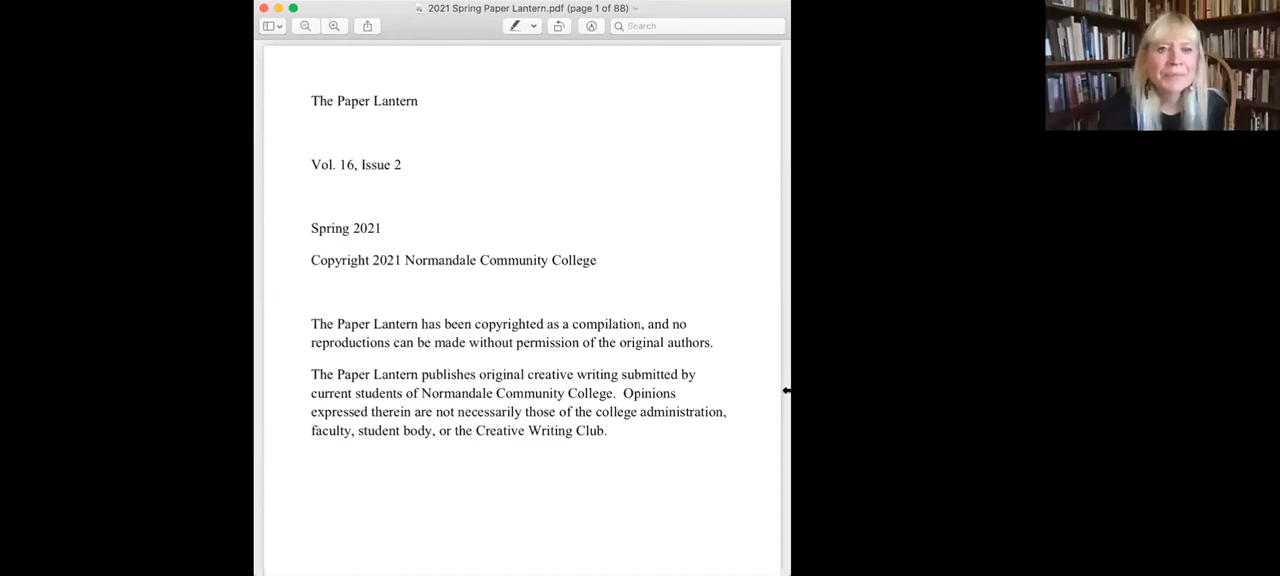 2021 Spring Paper Lantern.pdf (page 1 of 88)
Search
The Paper Lantern
Vol. 16, Issue 2
Spring 2021
Copyright 2021 Normandale Community College
The Paper Lantern has been copyrighted as a compilation, and no
reproductions can be made without permission of the original authors.
The Paper Lantern publishes original creative writing submitted by
current students of Normandale Community College.  Opinions
expressed therein are not necessarily those of the college administration,
faculty, student body, or the Creative Writing Club.